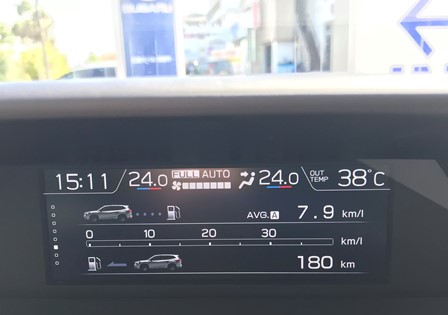 SUBARU
15:11 24.0 FULL AUTO 24.0 OUT TEMP 38°C
AVG. A 7.9 km/l
0 10 20 30 km/l
180 km